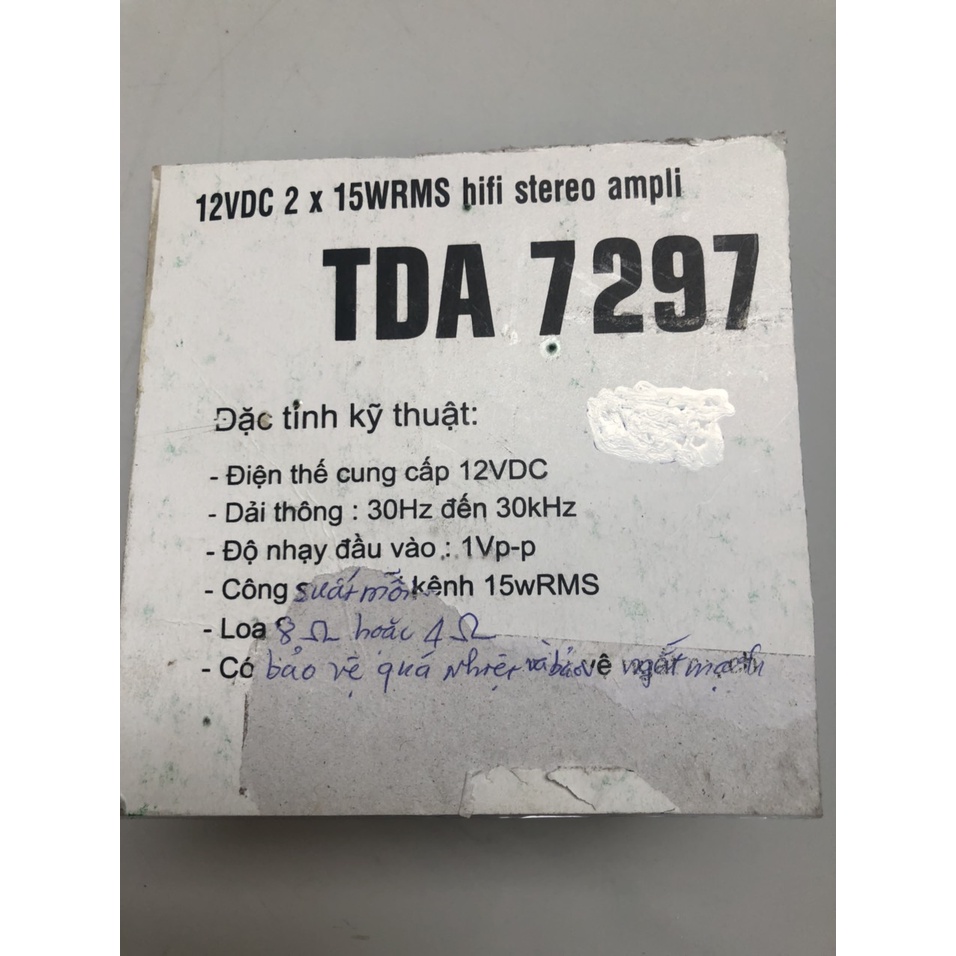 12VDC 2 x 15WRMS hifi stereo ampli
TDA 7297
Đặc tính kỹ thuật:
- Điện thế cung cấp 12VDC
- Dải thông : 30Hz đến 30kHz
- Độ nhạy đầu vào : 1Vp-p
- Công suất mỗi kênh 15wRMS
- Loa 8Ω hoặc 4Ω
- Có bảo vệ quá nhiệt và bảo vệ ngắt mạch